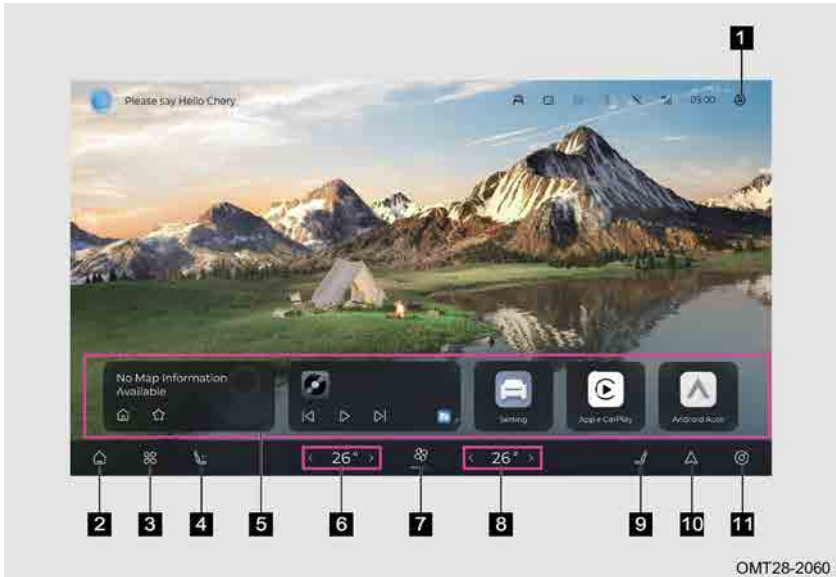 1
Please say Hello Chery
05:00
No Map Information
Available
Setting
Apple CarPlay
Android Auto
26°
26°
2 3 4 5 6 7 8 9 10 11
OMT28-2060